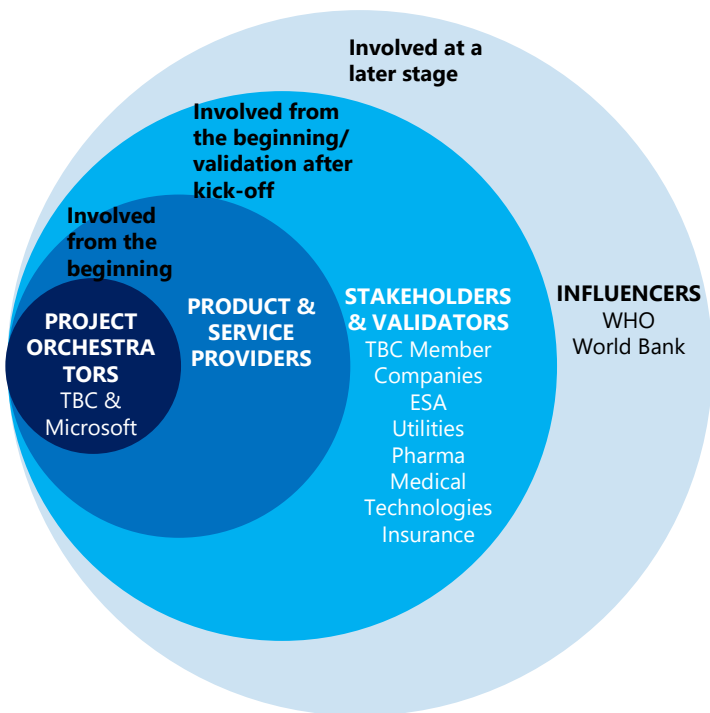 Involved at a
later stage
Involved from
the beginning/
validation after
kick-off
Involved
from the
beginning
PROJECT
ORCHESTRA
TORS
TBC &
Microsoft
PRODUCT &
SERVICE
PROVIDERS
STAKEHOLDERS
& VALIDATORS
TBC Member
Companies
ESA
Utilities
Pharma
Medical
Technologies
Insurance
INFLUENCERS
WHO
World Bank